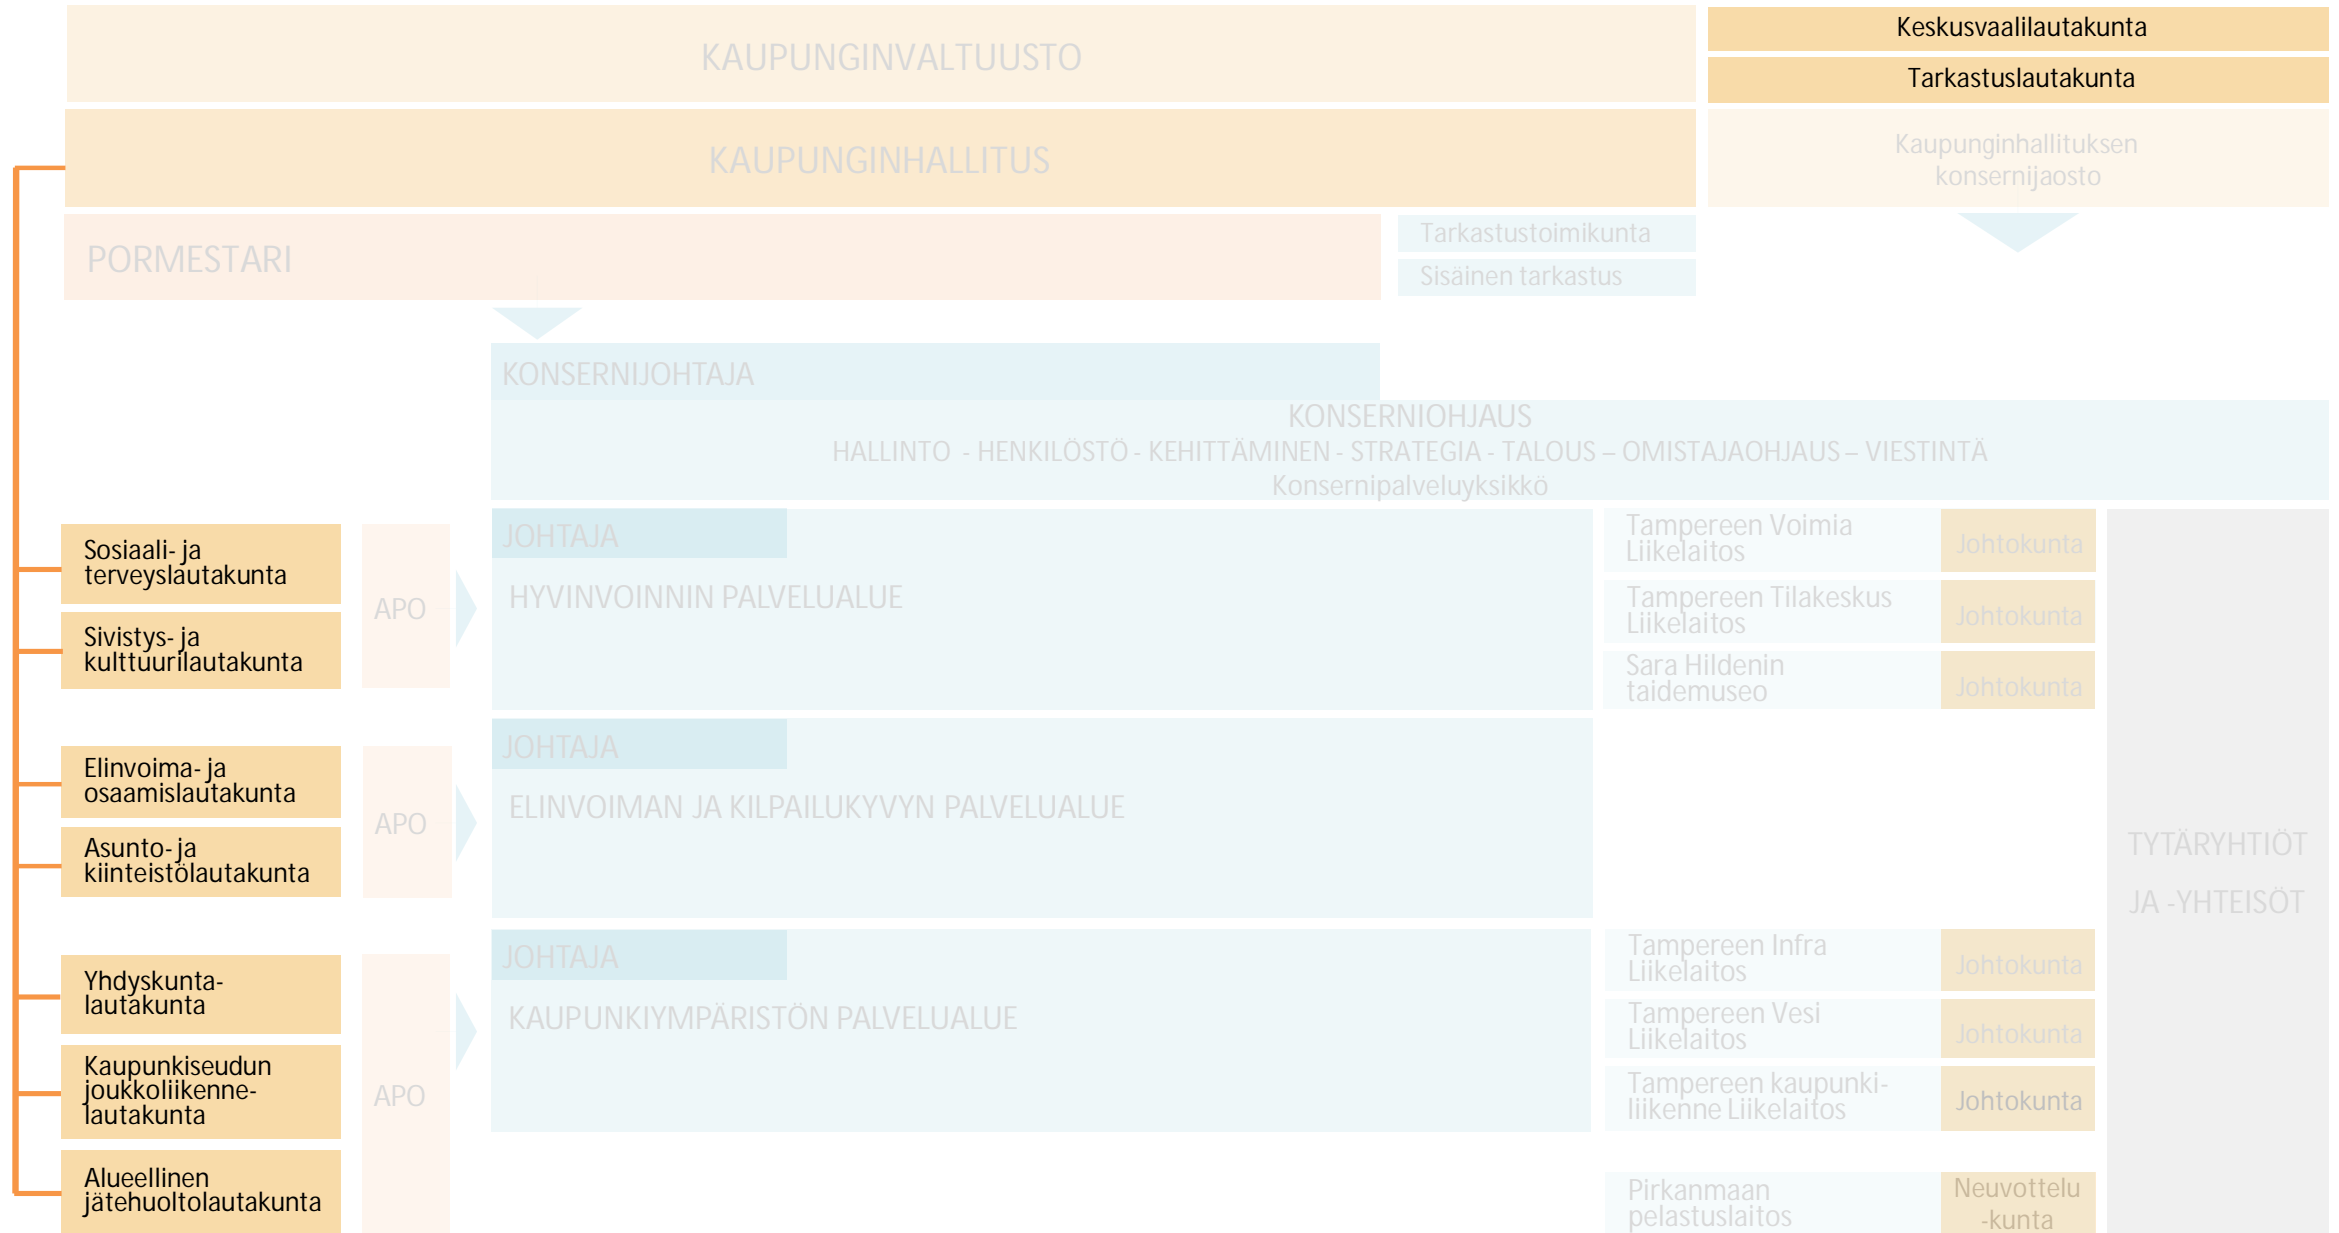 KAUPUNGINVALTUUSTO
Keskusvaalilautakunta
Tarkastuslautakunta
KAUPUNGINHALLITUS
Kaupunginhallituksen
konsernijaosto
PORMESTARI
Tarkastustoimikunta
Sisäinen tarkastus
KONSERNIJOHTAJA
KONSERNIOHJAUS
HALLINTO - HENKILÖSTÖ - KEHITTÄMINEN - STRATEGIA - TALOUS – OMISTAJAOHJAUS – VIESTINTÄ
Konsernipalveluyksikkö
Sosiaali- ja
terveyslautakunta
Sivistys- ja
kulttuurilautakunta
APO
JOHTAJA
HYVINVOINNIN PALVELUALUE
Tampereen Voimia
Liikelaitos
Johtokunta
Tampereen Tilakeskus
Liikelaitos
Johtokunta
Sara Hildenin
taidemuseo
Johtokunta
Elinvoima- ja
osaamislautakunta
Asunto- ja
kiinteistölautakunta
APO
JOHTAJA
ELINVOIMAN JA KILPAILUKYVYN PALVELUALUE
TYTÄRYHTIÖT
JA -YHTEISÖT
Yhdyskunta-
lautakunta
Kaupunkiseudun
joukkoliikenne-
lautakunta
Alueellinen
jätehuoltolautakunta
APO
JOHTAJA
KAUPUNKIYMPÄRISTÖN PALVELUALUE
Tampereen Infra
Liikelaitos
Johtokunta
Tampereen Vesi
Liikelaitos
Johtokunta
Tampereen kaupunki-
liikenne Liikelaitos
Johtokunta
Pirkanmaan
pelastuslaitos
Neuvottelu
-kunta